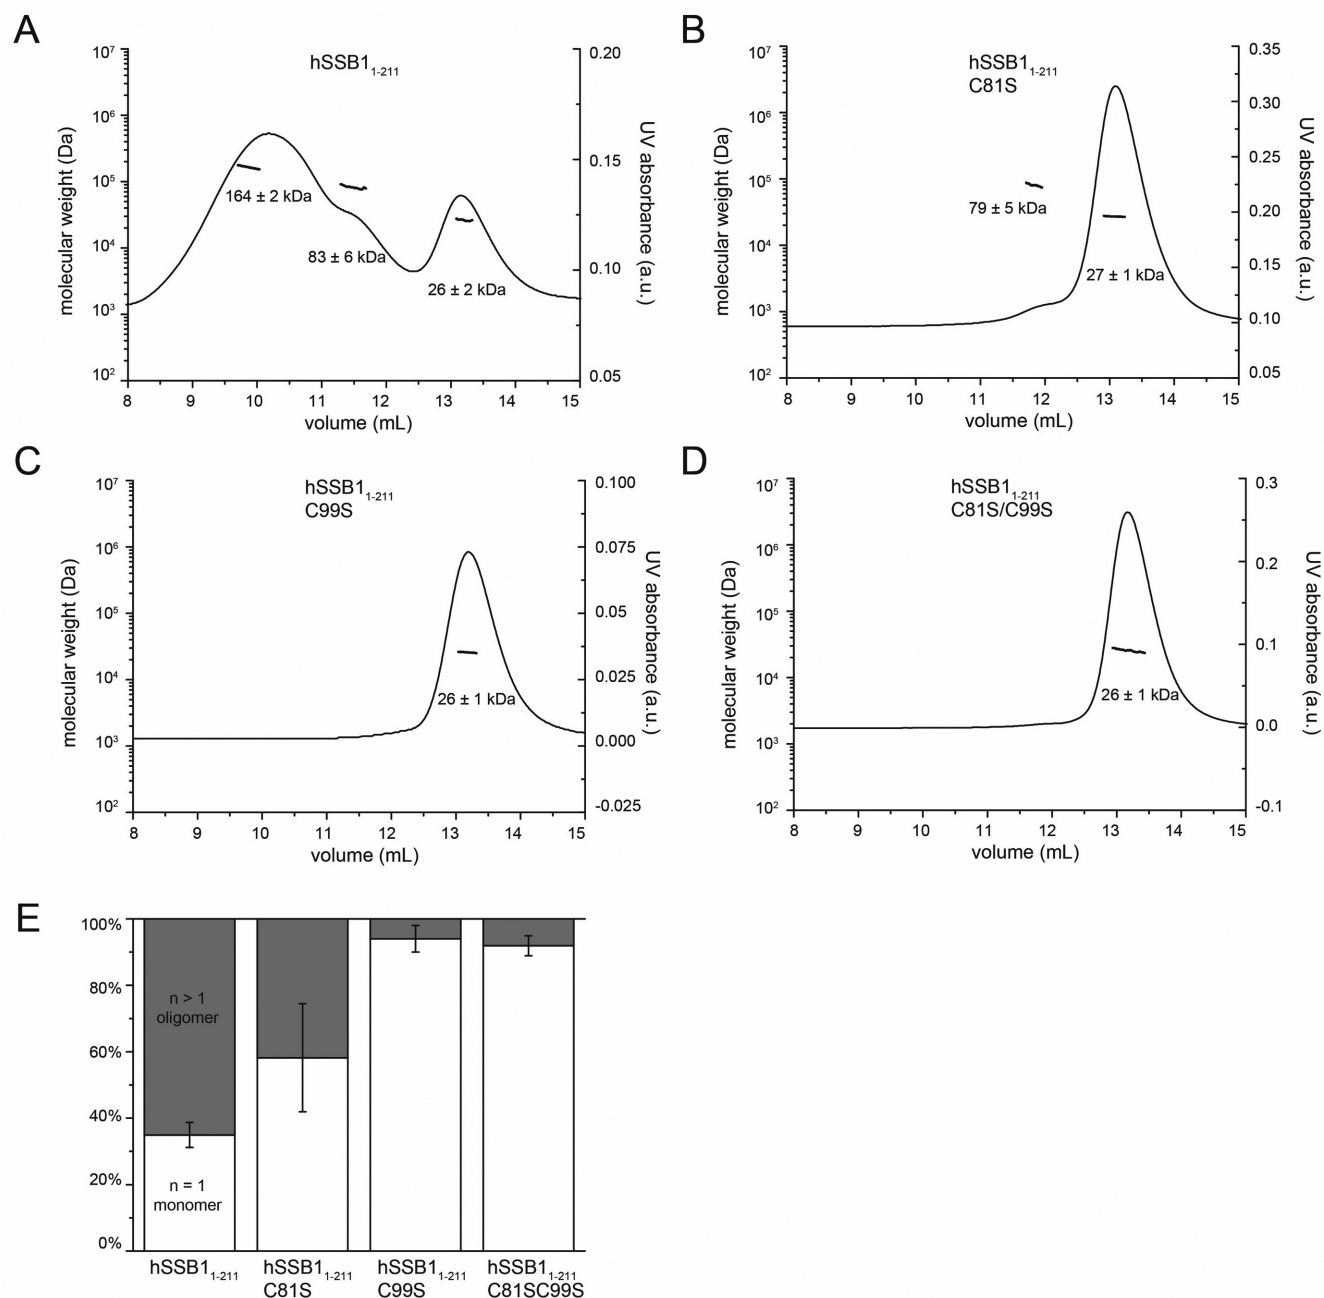 A
hSSB1₁₋₂₁₁
10⁷
10⁶
10⁵
10⁴
10³
10²
molecular weight (Da)
164 ± 2 kDa
83 ± 6 kDa
26 ± 2 kDa
0.20
0.15
0.10
0.05
UV absorbance (a.u.)
8 9 10 11 12 13 14 15
volume (mL)
B
hSSB1₁₋₂₁₁
C81S
10⁷
10⁶
10⁵
10⁴
10³
10²
molecular weight (Da)
79 ± 5 kDa
27 ± 1 kDa
0.35
0.30
0.25
0.20
0.15
0.10
0.05
UV absorbance (a.u.)
8 9 10 11 12 13 14 15
volume (mL)
C
hSSB1₁₋₂₁₁
C99S
10⁷
10⁶
10⁵
10⁴
10³
10²
molecular weight (Da)
26 ± 1 kDa
0.100
0.075
0.05
0.025
0.000
-0.025
UV absorbance (a.u.)
8 9 10 11 12 13 14 15
volume (mL)
D
hSSB1₁₋₂₁₁
C81S/C99S
10⁷
10⁶
10⁵
10⁴
10³
10²
molecular weight (Da)
26 ± 1 kDa
0.3
0.2
0.1
0.0
-0.1
UV absorbance (a.u.)
8 9 10 11 12 13 14 15
volume (mL)
E
100%
80%
60%
40%
20%
0%
n > 1
oligomer
n = 1
monomer
hSSB1₁₋₂₁₁
hSSB1₁₋₂₁₁
C81S
hSSB1₁₋₂₁₁
C99S
hSSB1₁₋₂₁₁
C81SC99S